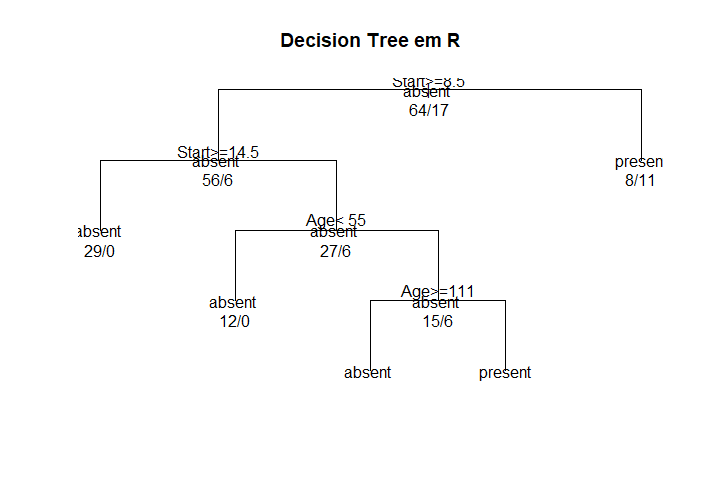 Decision Tree em R
Start>=8.5
absent
64/17
Start>=14.5
absent
56/6
presen
8/11
absent
29/0
Age< 55
absent
27/6
absent
12/0
Age>=111
absent
15/6
absent
present